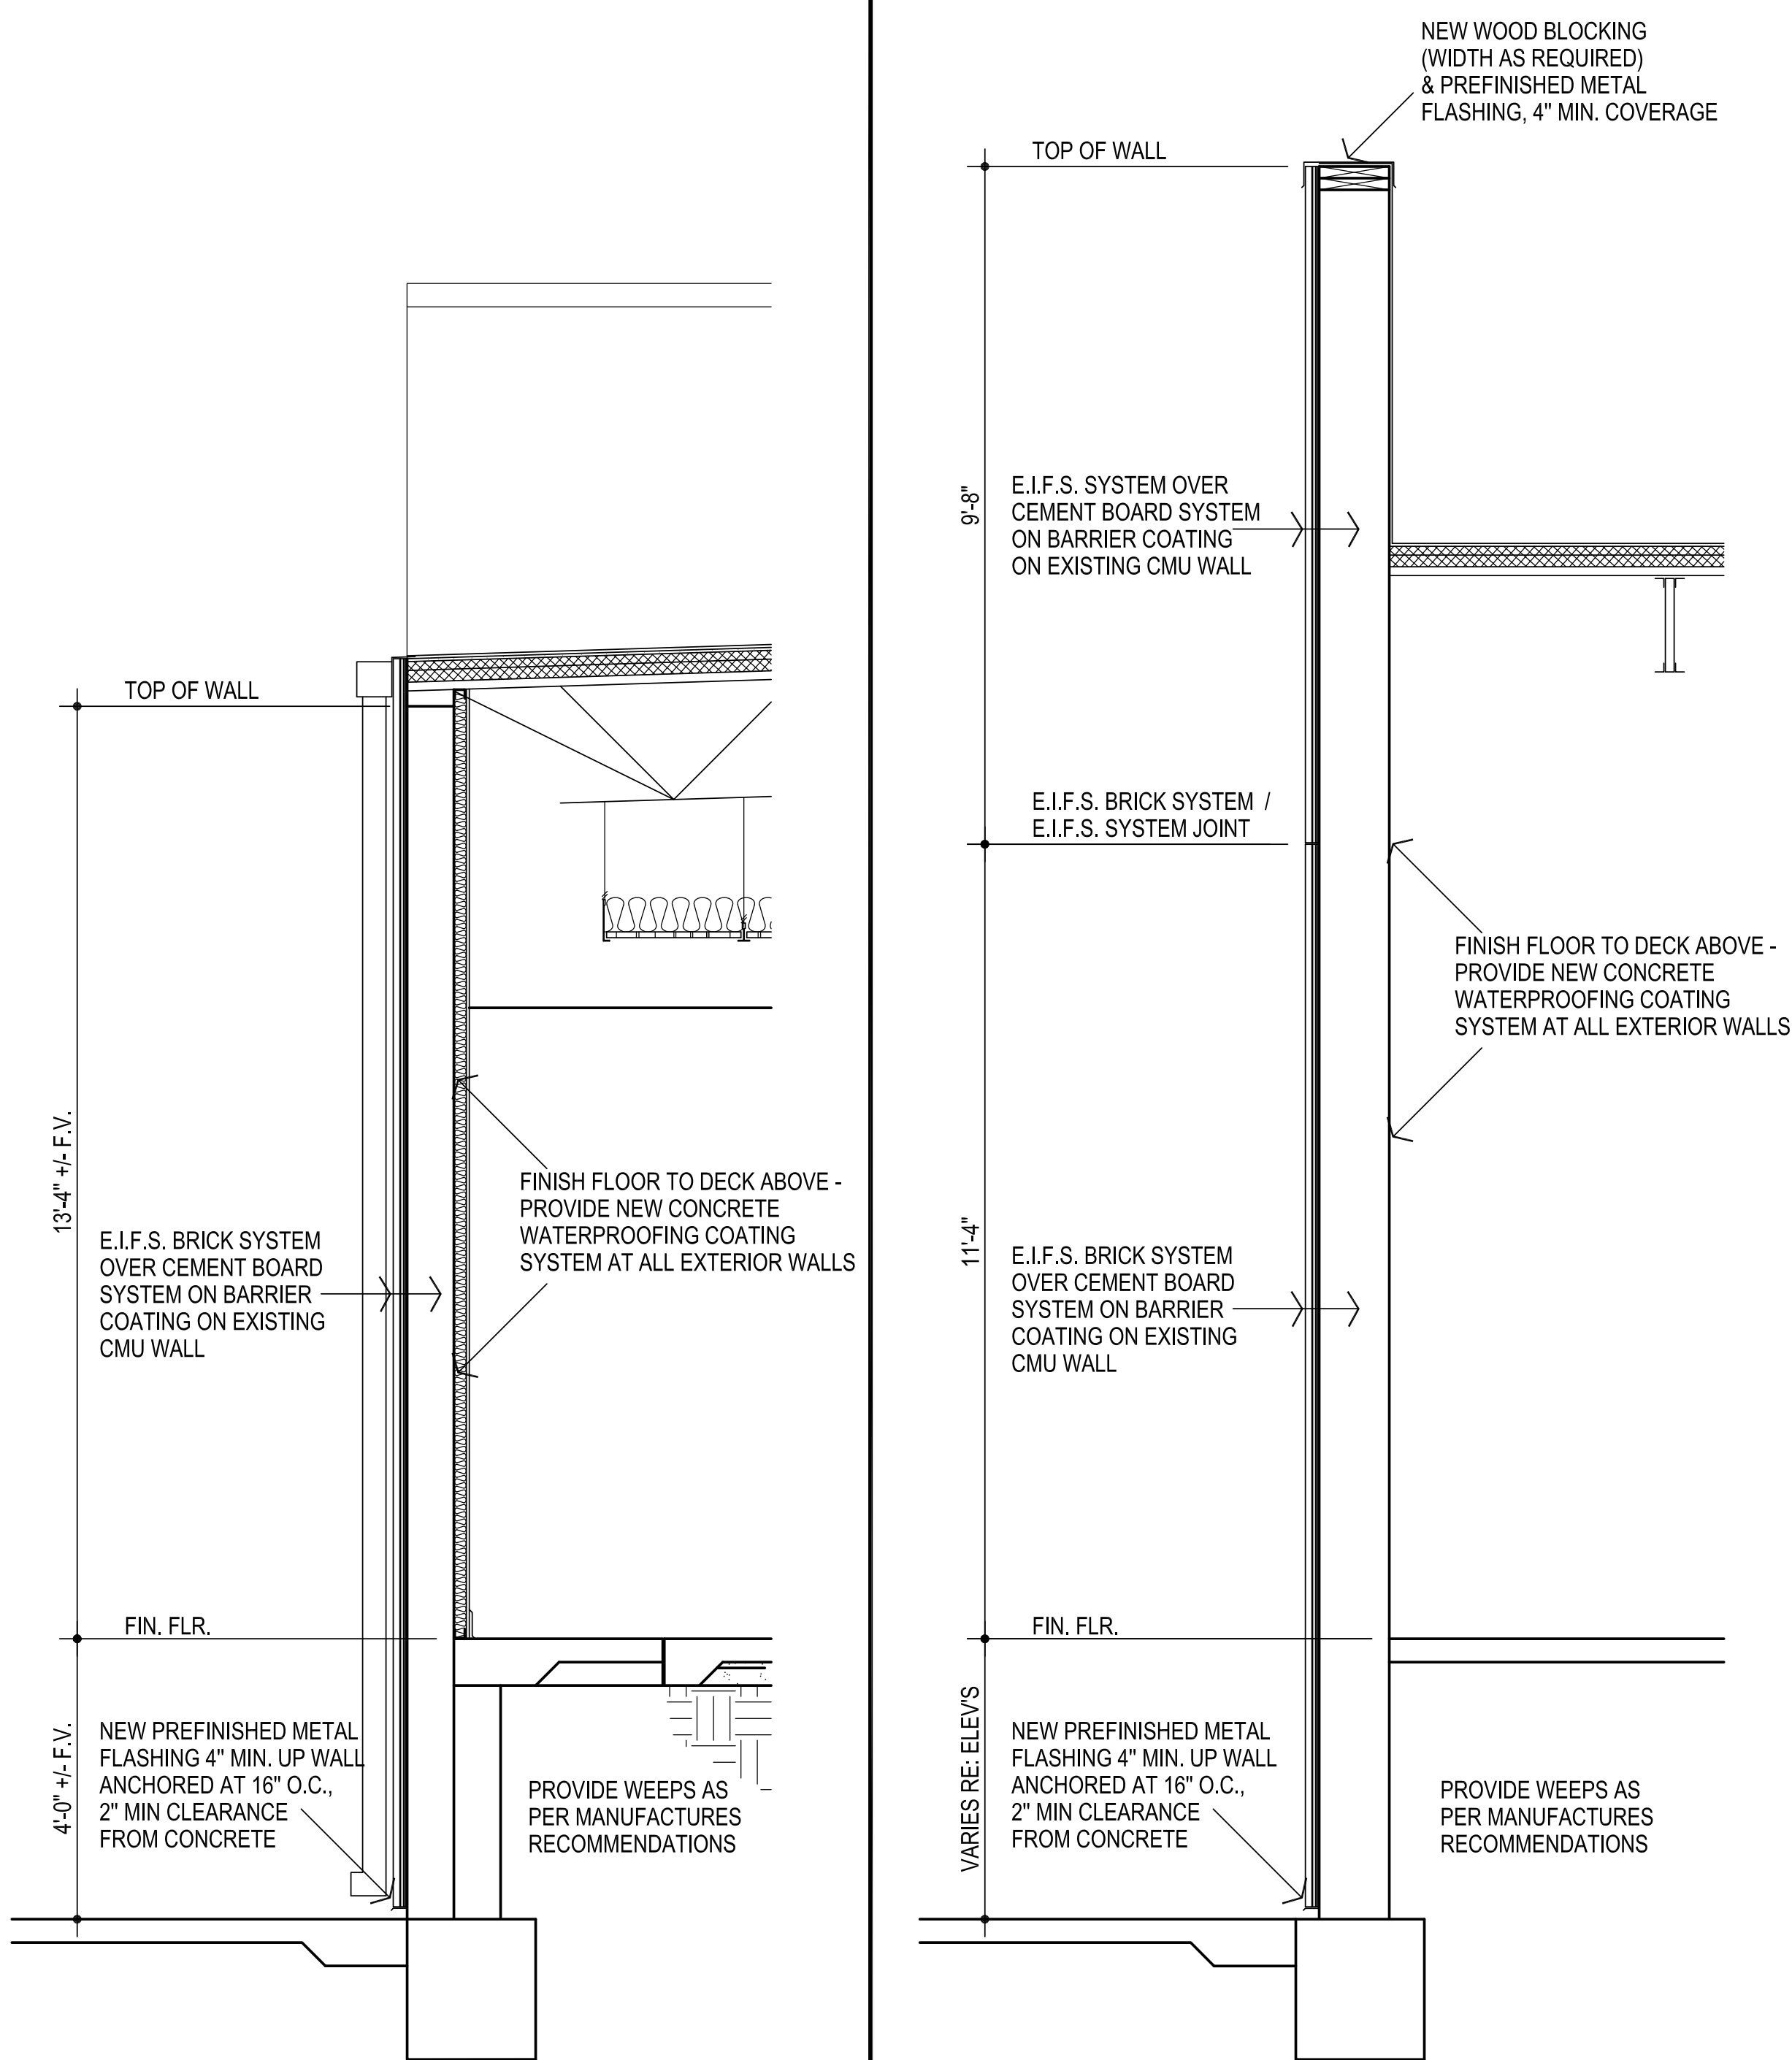 TOP OF WALL
13'-4" +/- F.V.
E.I.F.S. BRICK SYSTEM
OVER CEMENT BOARD
SYSTEM ON BARRIER
COATING ON EXISTING
CMU WALL
FINISH FLOOR TO DECK ABOVE -
PROVIDE NEW CONCRETE
WATERPROOFING COATING
SYSTEM AT ALL EXTERIOR WALLS
FIN. FLR.
4'-0" +/- F.V.
NEW PREFINISHED METAL
FLASHING 4" MIN. UP WALL
ANCHORED AT 16" O.C.,
2" MIN CLEARANCE
FROM CONCRETE
PROVIDE WEEPS AS
PER MANUFACTURES
RECOMMENDATIONS
NEW WOOD BLOCKING
(WIDTH AS REQUIRED)
& PREFINISHED METAL
FLASHING, 4" MIN. COVERAGE
TOP OF WALL
9'-8"
E.I.F.S. SYSTEM OVER
CEMENT BOARD SYSTEM
ON BARRIER COATING
ON EXISTING CMU WALL
E.I.F.S. BRICK SYSTEM /
E.I.F.S. SYSTEM JOINT
FINISH FLOOR TO DECK ABOVE -
PROVIDE NEW CONCRETE
WATERPROOFING COATING
SYSTEM AT ALL EXTERIOR WALLS
11'-4"
E.I.F.S. BRICK SYSTEM
OVER CEMENT BOARD
SYSTEM ON BARRIER
COATING ON EXISTING
CMU WALL
FIN. FLR.
VARIES RE: ELEV'S
NEW PREFINISHED METAL
FLASHING 4" MIN. UP WALL
ANCHORED AT 16" O.C.,
2" MIN CLEARANCE
FROM CONCRETE
PROVIDE WEEPS AS
PER MANUFACTURES
RECOMMENDATIONS